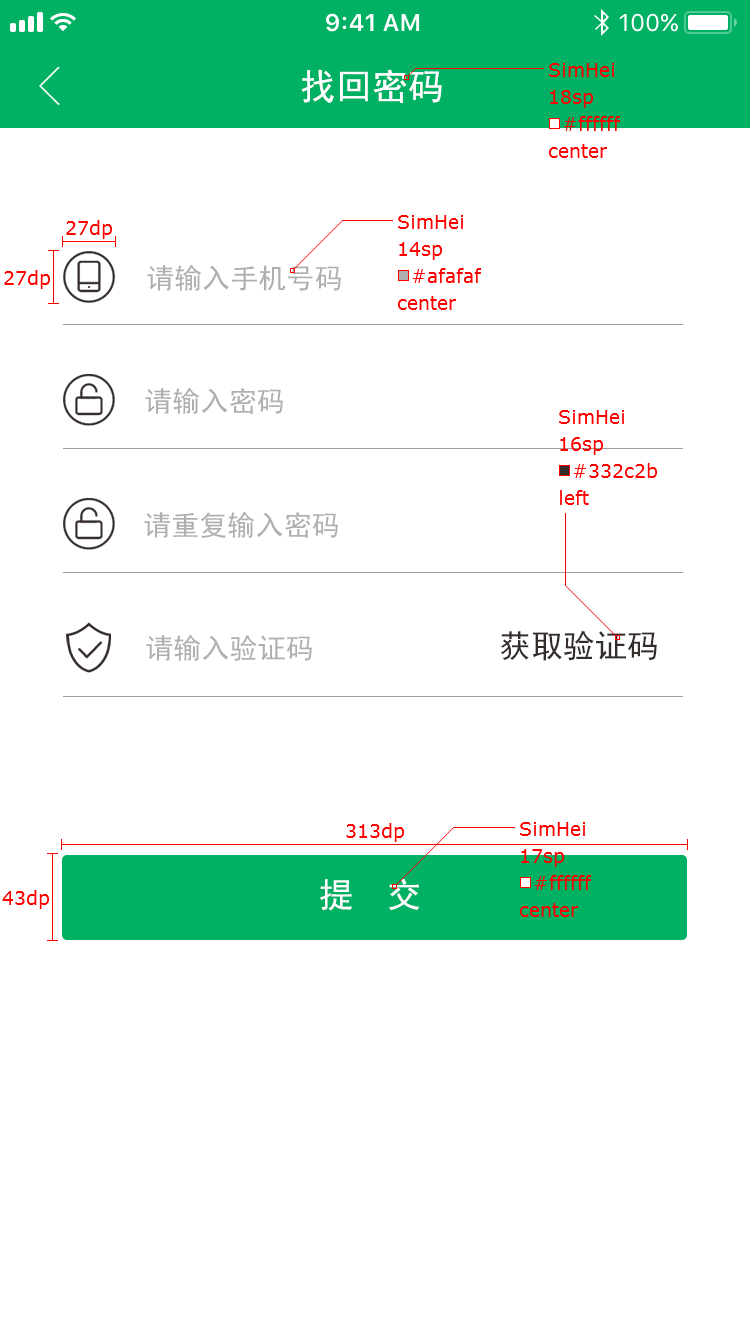 9:41 AM
100%
找回密码
SimHei
18sp
#ffffff
center
27dp
27dp
请输入手机号码
SimHei
14sp
#afafaf
center
请输入密码
SimHei
16sp
#332c2b
left
请重复输入密码
请输入验证码
获取验证码
313dp
43dp
提 交
SimHei
17sp
#ffffff
center